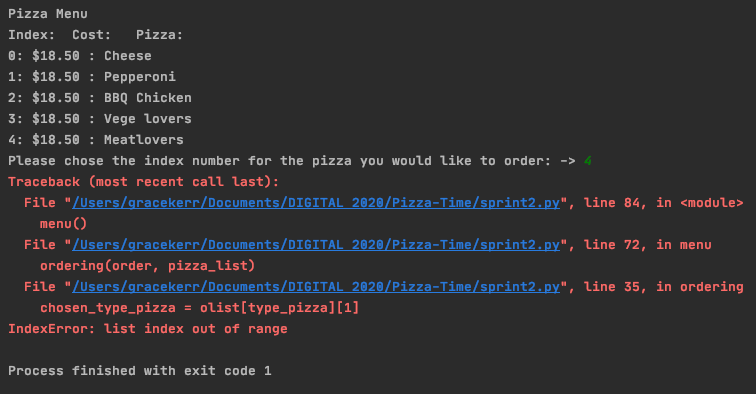 Pizza Menu
Index:  Cost:   Pizza:
0: $18.50 : Cheese
1: $18.50 : Pepperoni
2: $18.50 : BBQ Chicken
3: $18.50 : Vege lovers
4: $18.50 : Meatlovers
Please chose the index number for the pizza you would like to order: -> 4
Traceback (most recent call last):
  File "/Users/gracekerr/Documents/DIGITAL 2020/Pizza-Time/sprint2.py", line 84, in <module>
    menu()
  File "/Users/gracekerr/Documents/DIGITAL 2020/Pizza-Time/sprint2.py", line 72, in menu
    ordering(order, pizza_list)
  File "/Users/gracekerr/Documents/DIGITAL 2020/Pizza-Time/sprint2.py", line 35, in ordering
    chosen_type_pizza = olist[type_pizza][1]
IndexError: list index out of range
Process finished with exit code 1